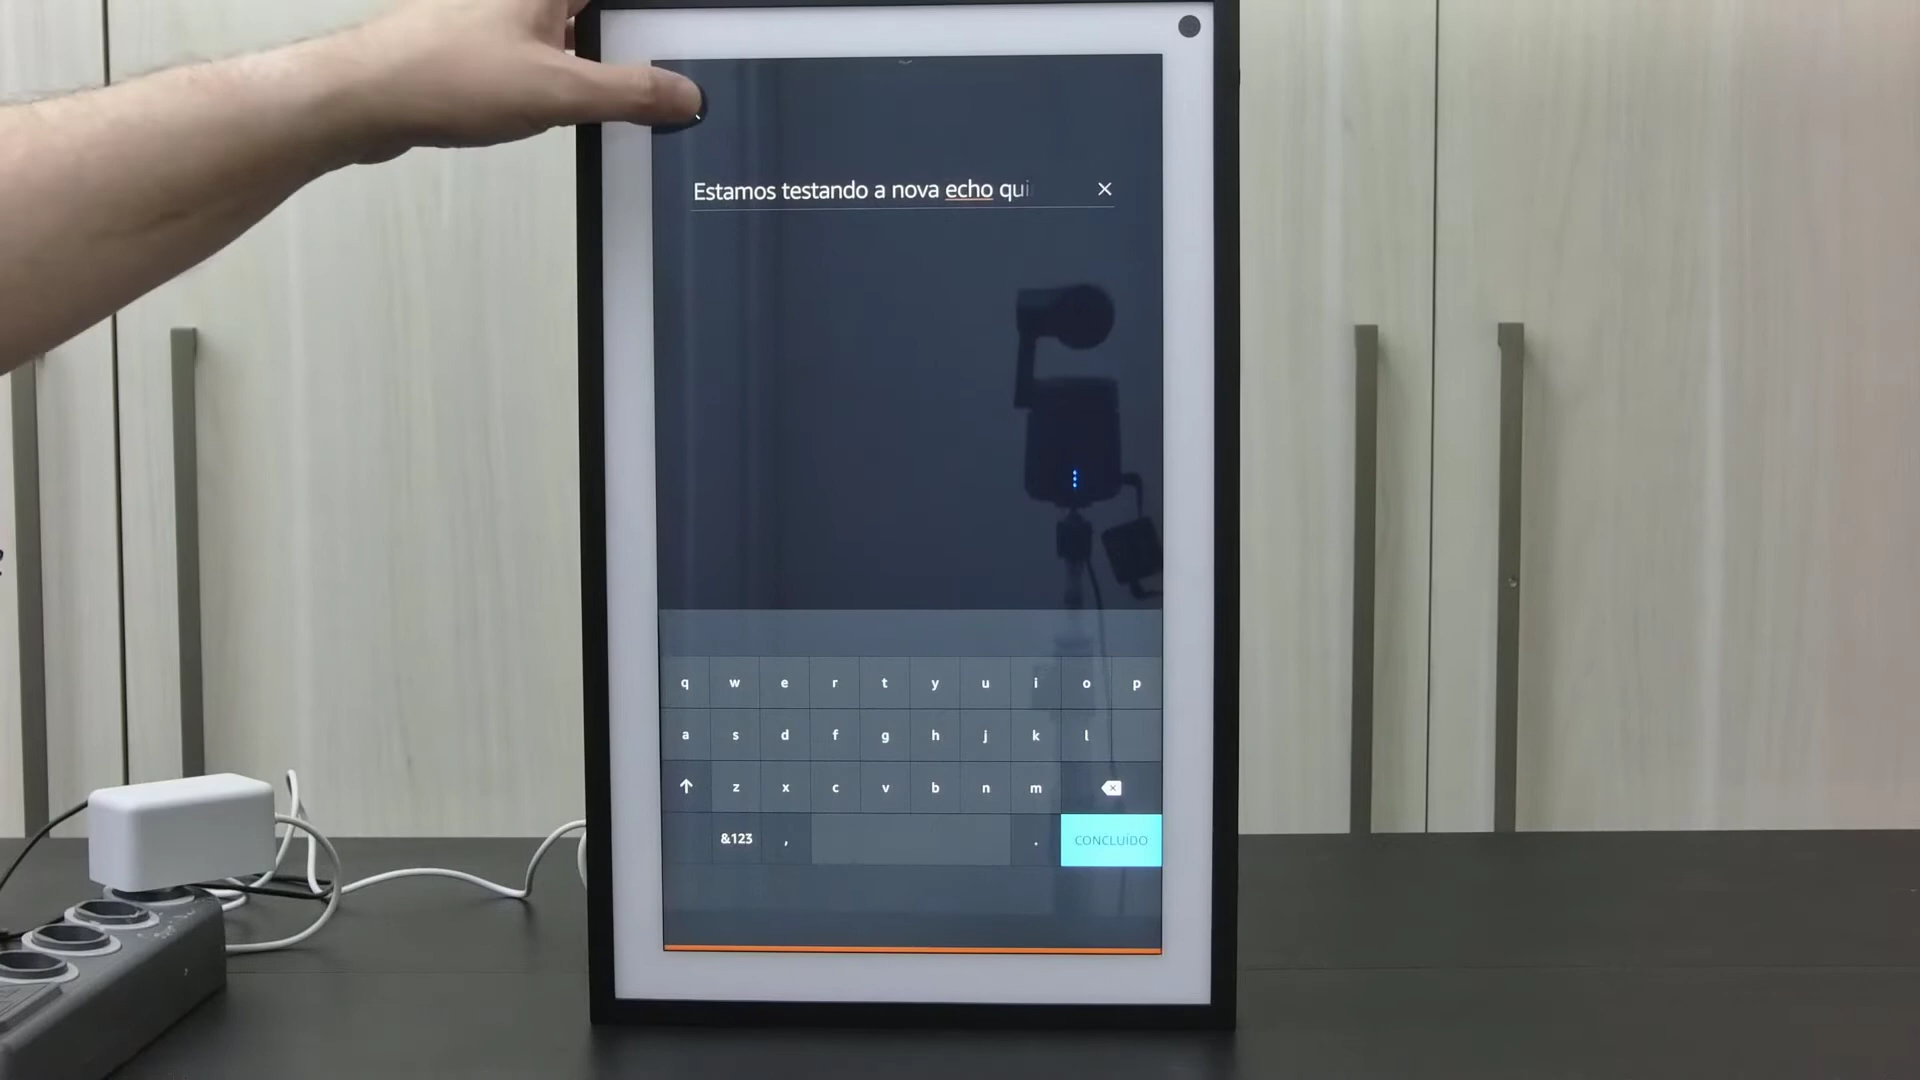 Estamos testando a nova echo qui
q w e r t y u i o p
a s d f g h j k l
z x c v b n m
&123 , . CONCLUÍDO